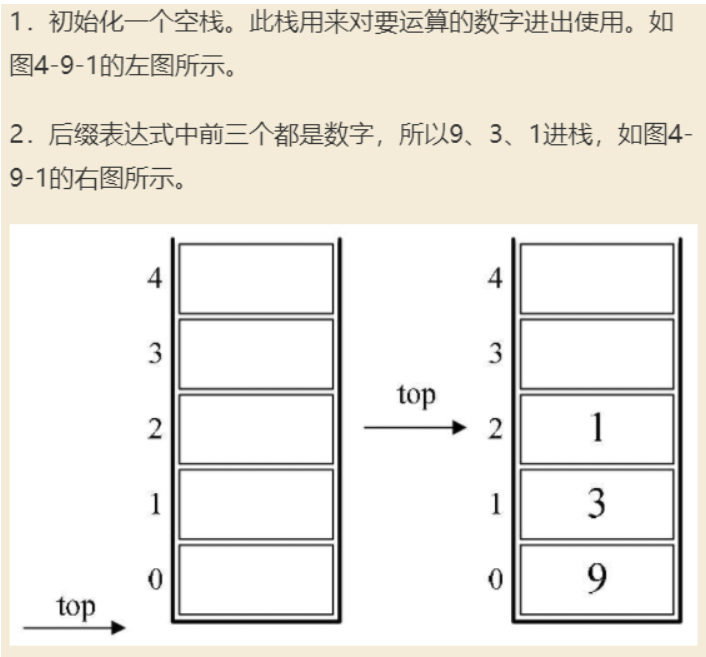 1．初始化一个空栈。此栈用来对要运算的数字进出使用。如
图4-9-1的左图所示。
2．后缀表达式中前三个都是数字，所以9、3、1进栈，如图4-
9-1的右图所示。
4
3
2
1
0
top
top
4
3
2 1
1 3
0 9